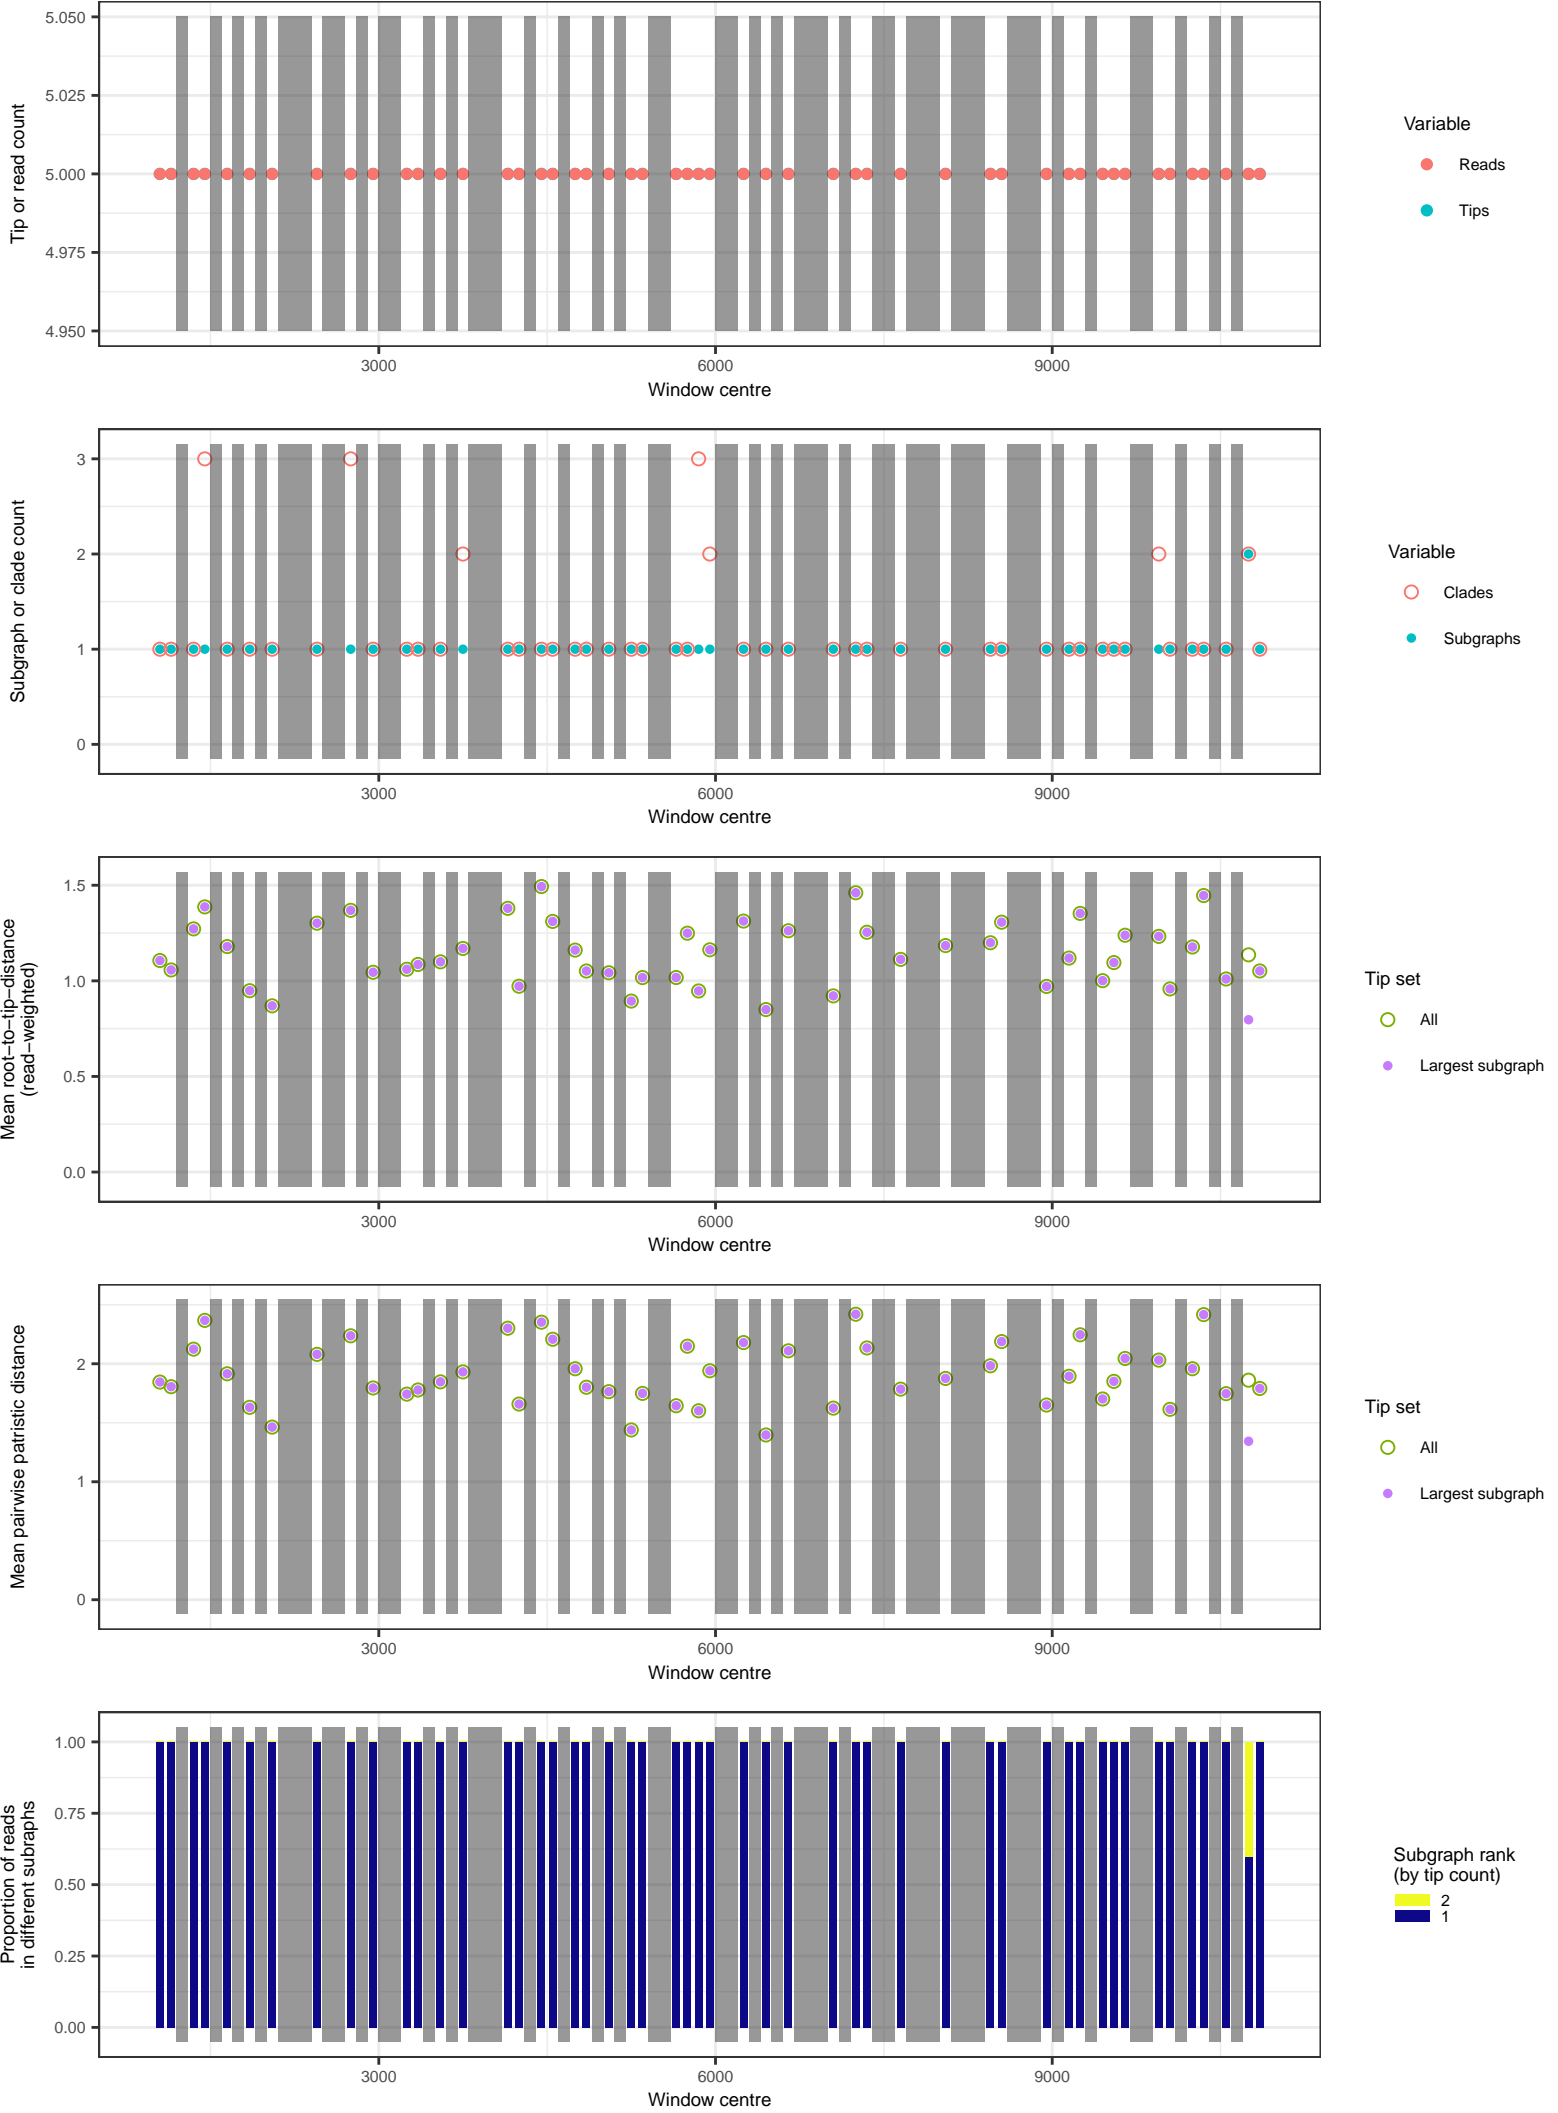 5.050
5.025
5.000
4.975
4.950
Tip or read count
3000
6000
9000
Window centre
Variable
Reads
Tips
3
2
1
0
Subgraph or clade count
3000
6000
9000
Window centre
Variable
Clades
Subgraphs
1.5
1.0
0.5
0.0
Mean root−to−tip−distance
(read−weighted)
3000
6000
9000
Window centre
Tip set
All
Largest subgraph
2
1
0
Mean pairwise patristic distance
3000
6000
9000
Window centre
Tip set
All
Largest subgraph
1.00
0.75
0.50
0.25
0.00
Proportion of reads
in different subraphs
3000
6000
9000
Window centre
Subgraph rank
(by tip count)
2
1